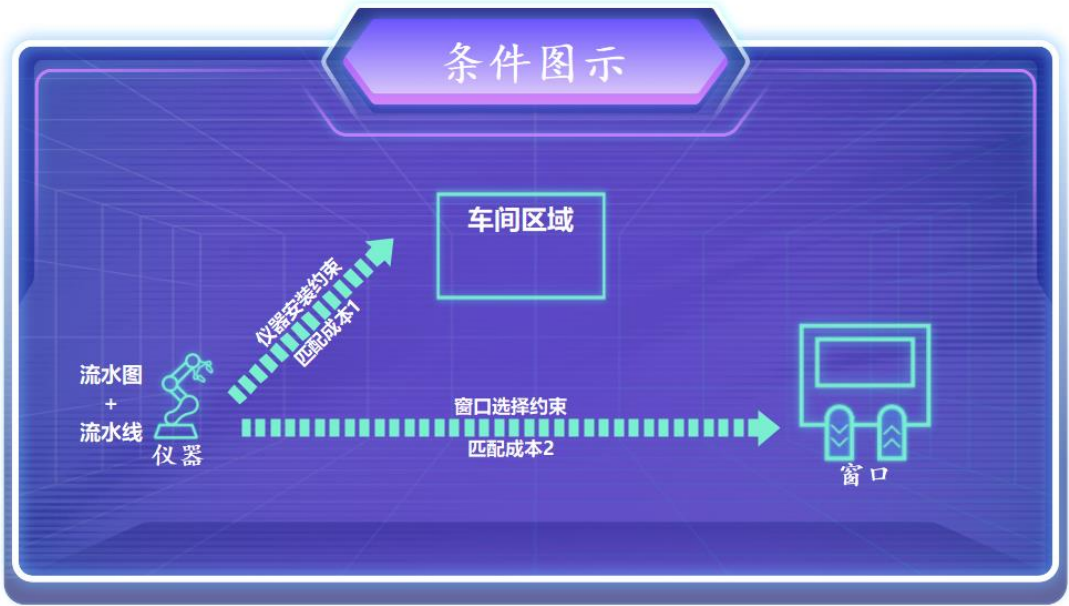 条件图示
车间区域
仪器安装约束
匹配成本1
流水图
+
流水线
仪器
窗口选择约束
匹配成本2
窗口